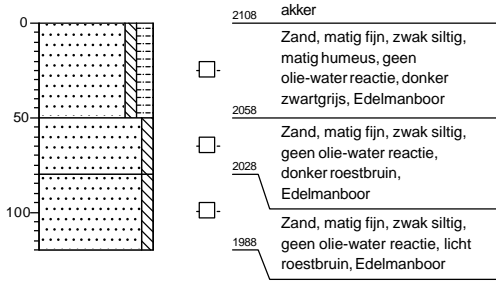 0
50
100
2108
akker
Zand, matig fijn, zwak siltig,
matig humeus, geen
olie-water reactie, donker
zwartgrijs, Edelmanboor
2058
Zand, matig fijn, zwak siltig,
geen olie-water reactie,
donker roestbruin,
Edelmanboor
2028
Zand, matig fijn, zwak siltig,
geen olie-water reactie, licht
roestbruin, Edelmanboor
1988